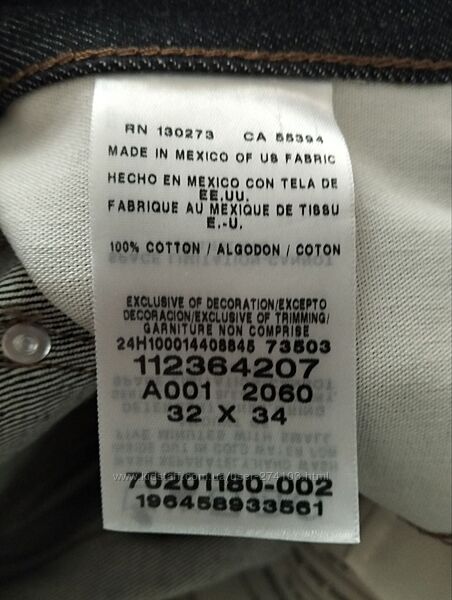 RN 130273 CA 55394
MADE IN MEXICO OF US FABRIC
HECHO EN MEXICO CON TELA DE
EE.UU.
FABRIQUE AU MEXIQUE DE TISSU
E.-U.
100% COTTON / ALGODON / COTON
EXCLUSIVE OF DECORATION/EXCEPTO
DECORACION/EXCLUSIVE OF TRIMMING/
GARNITURE NON COMPRISE
24H100014408845 73503
112364207
A001 2060
32 X 34
70201180-002
196458933561